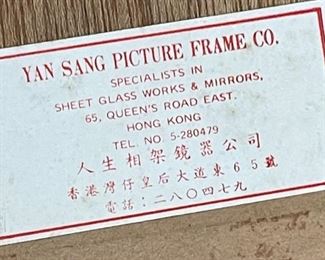 YAN SANG PICTURE FRAME CO.
SPECIALISTS IN
SHEET GLASS WORKS & MIRRORS,
65, QUEEN'S ROAD EAST.
HONG KONG
TEL. NO. 5-280479
人生相架鏡器公司
香港灣仔皇后大道東65號
電話：二八〇四七九